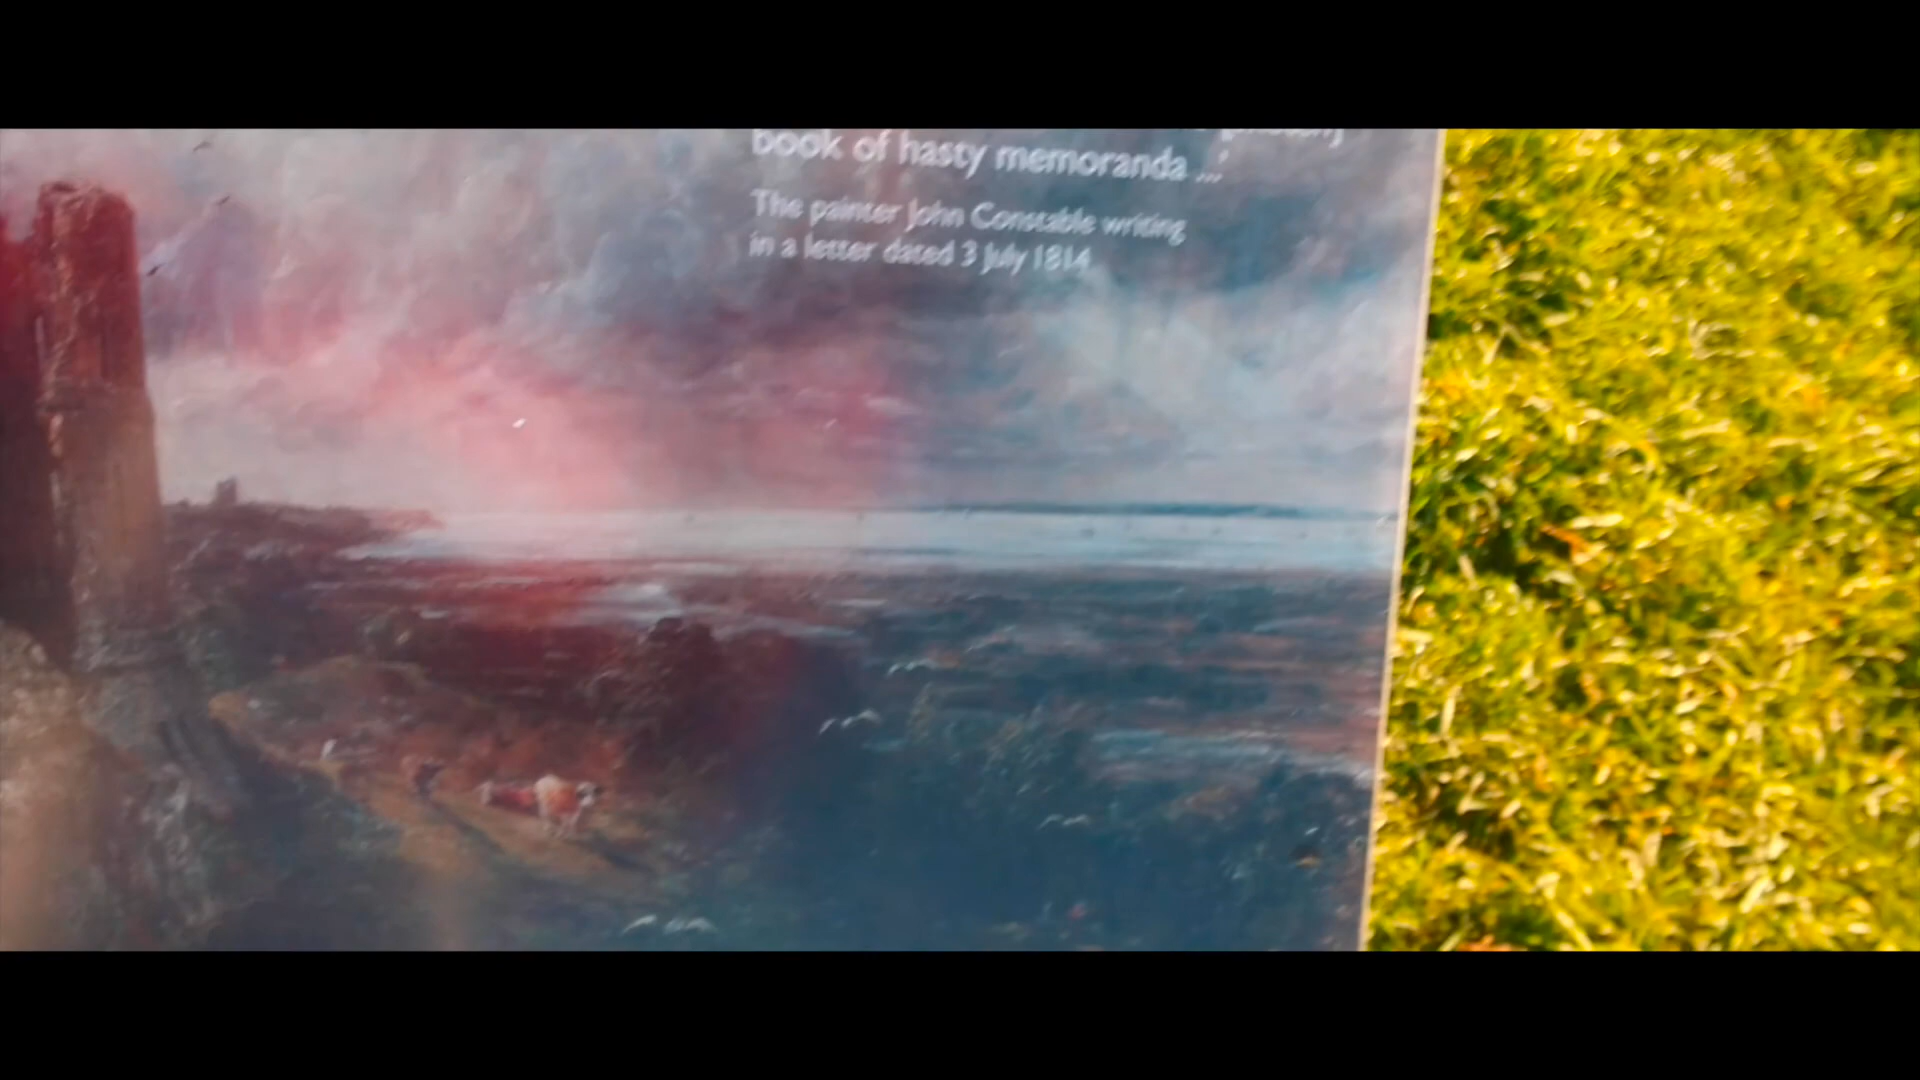 book of hasty memoranda ...'
The painter John Constable writing
in a letter dated 3 July 1814